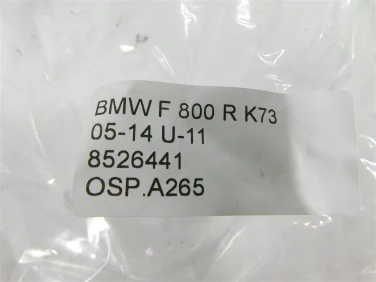 BMW F 800 R K73
05-14 U-11
8526441
OSP.A265